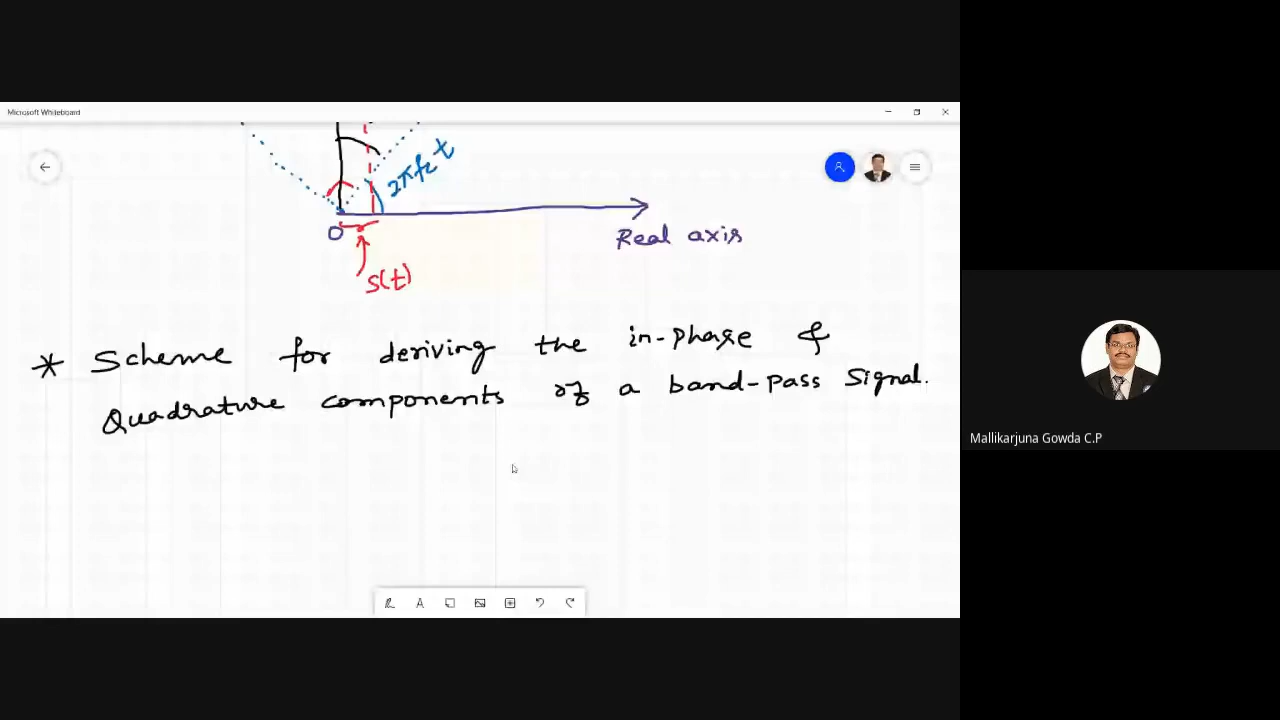 Microsoft Whiteboard
2πfct
O
Real axis
s(t)
* Scheme for deriving the in-phase &
Quadrature components of a band-pass signal.
Mallikarjuna Gowda C.P
A